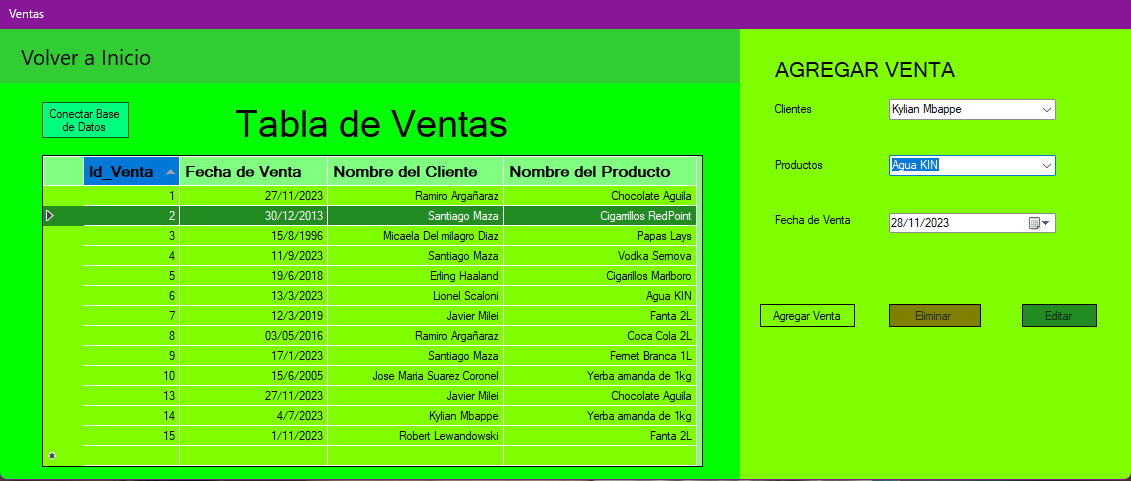 Ventas
Volver a Inicio
Conectar Base
de Datos
Tabla de Ventas
Id_Venta Fecha de Venta Nombre del Cliente Nombre del Producto
1 27/11/2023 Ramiro Argañaraz Chocolate Aguila
2 30/12/2013 Santiago Maza Cigarrillos RedPoint
3 15/8/1996 Micaela Del milagro Diaz Papas Lays
4 11/9/2023 Santiago Maza Vodka Sernova
5 19/6/2018 Erling Haaland Cigarillos Marlboro
6 13/3/2023 Lionel Scaloni Agua KIN
7 12/3/2019 Javier Milei Fanta 2L
8 03/05/2016 Ramiro Argañaraz Coca Cola 2L
9 17/1/2023 Santiago Maza Fernet Branca 1L
10 15/6/2005 Jose Maria Suarez Coronel Yerba amanda de 1kg
13 27/11/2023 Javier Milei Chocolate Aguila
14 4/7/2023 Kylian Mbappe Yerba amanda de 1kg
15 1/11/2023 Robert Lewandowski Fanta 2L
AGREGAR VENTA
Clientes Kylian Mbappe
Productos Agua KIN
Fecha de Venta 28/11/2023
Agregar Venta Eliminar Editar